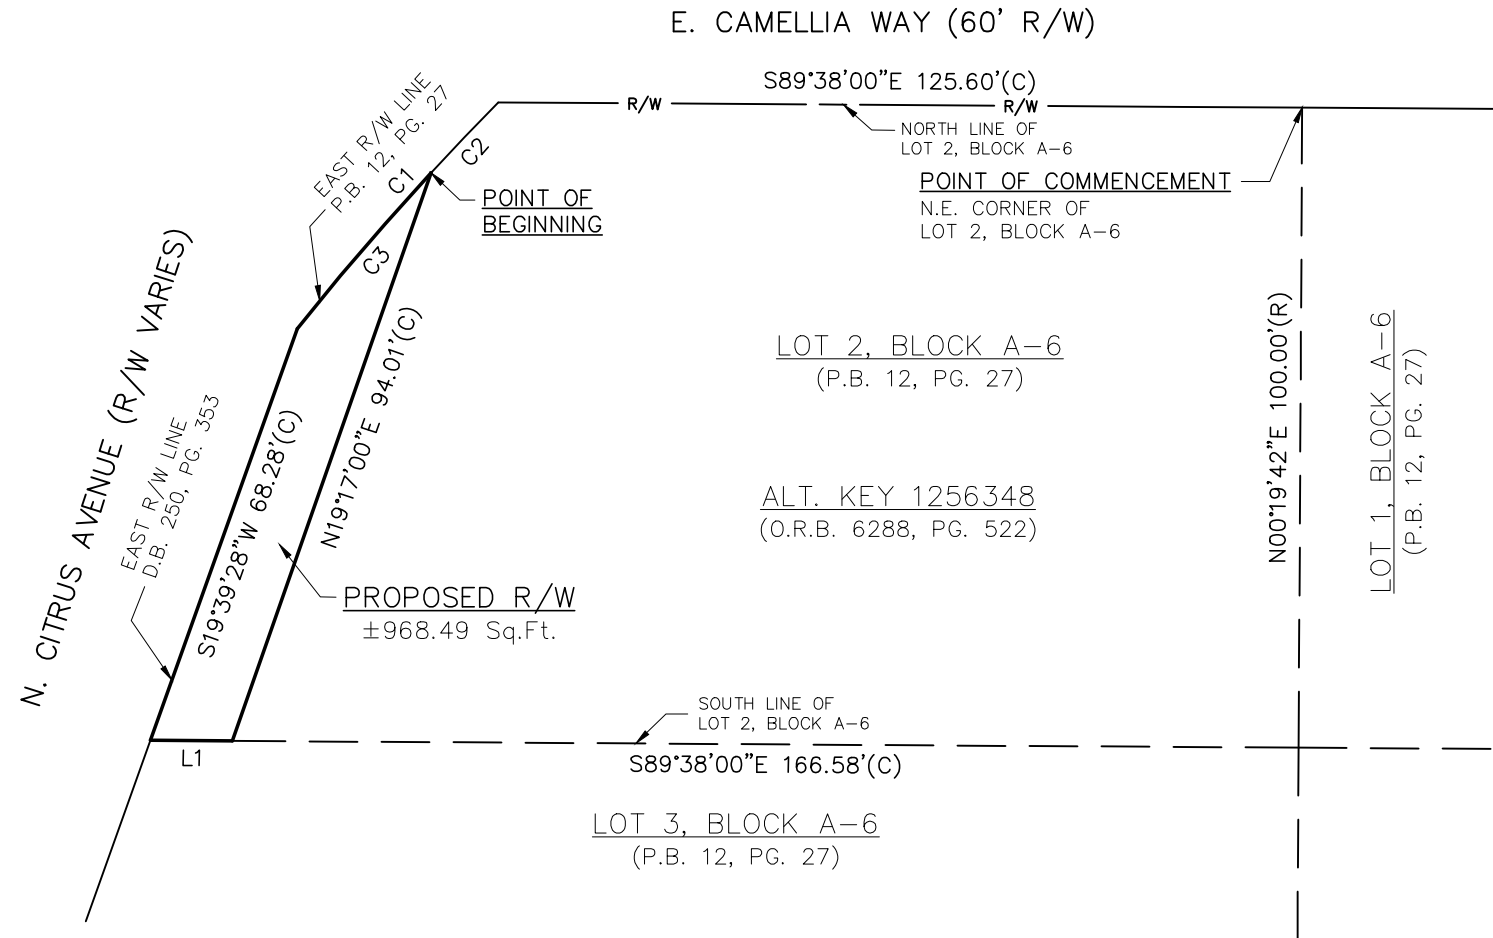 E. CAMELLIA WAY (60' R/W)
S89°38'00"E 125.60'(C)
R/W
R/W
NORTH LINE OF
LOT 2, BLOCK A-6
EAST R/W LINE
P.B. 12, PG. 27
C2
C1
POINT OF
BEGINNING
POINT OF COMMENCEMENT
N.E. CORNER OF
LOT 2, BLOCK A-6
C3
N. CITRUS AVENUE (R/W VARIES)
LOT 2, BLOCK A-6
(P.B. 12, PG. 27)
N00°19'42"E 100.00'(R)
LOT 1, BLOCK A-6
(P.B. 12, PG. 27)
EAST R/W LINE
D.B. 250, PG. 353
S19°39'28"W 68.28'(C)
N19°17'00"E 94.01'(C)
ALT. KEY 1256348
(O.R.B. 6288, PG. 522)
PROPOSED R/W
±968.49 Sq.Ft.
SOUTH LINE OF
LOT 2, BLOCK A-6
L1
S89°38'00"E 166.58'(C)
LOT 3, BLOCK A-6
(P.B. 12, PG. 27)